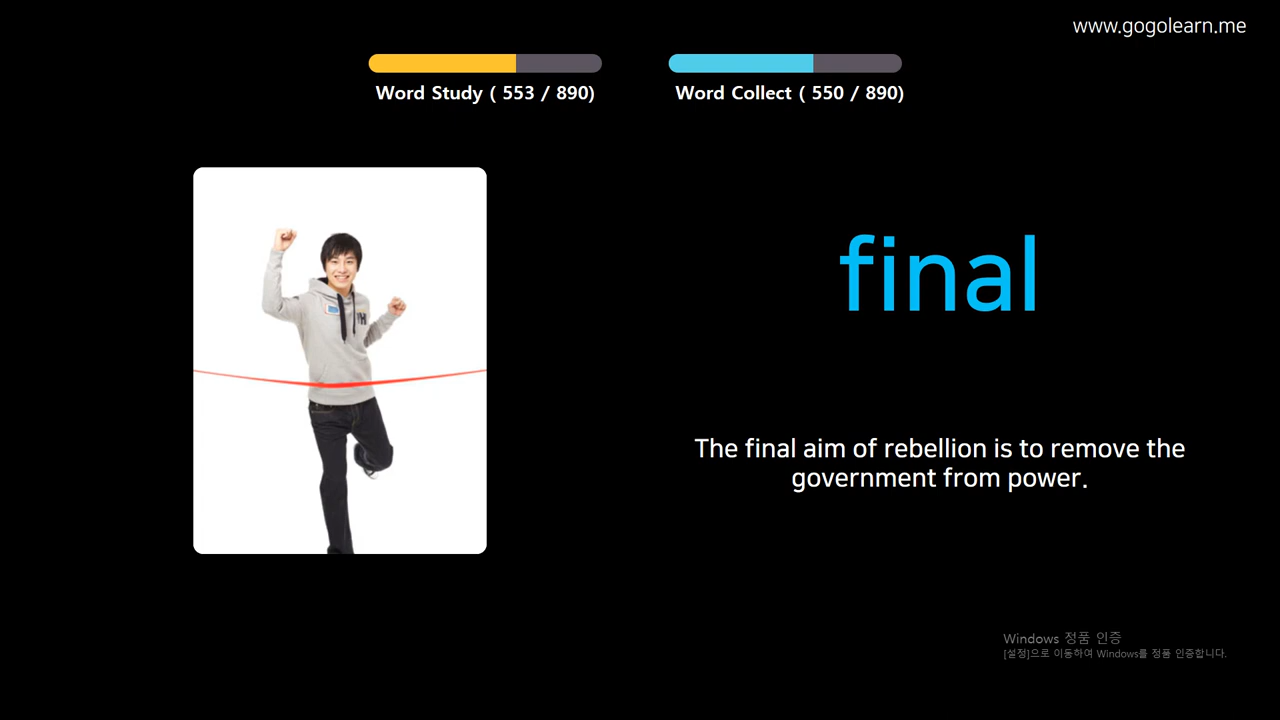 www.gogolearn.me
Word Study ( 553 / 890)
Word Collect ( 550 / 890)
final
The final aim of rebellion is to remove the
government from power.
Windows 정품 인증
[설정]으로 이동하여 Windows를 정품 인증합니다.